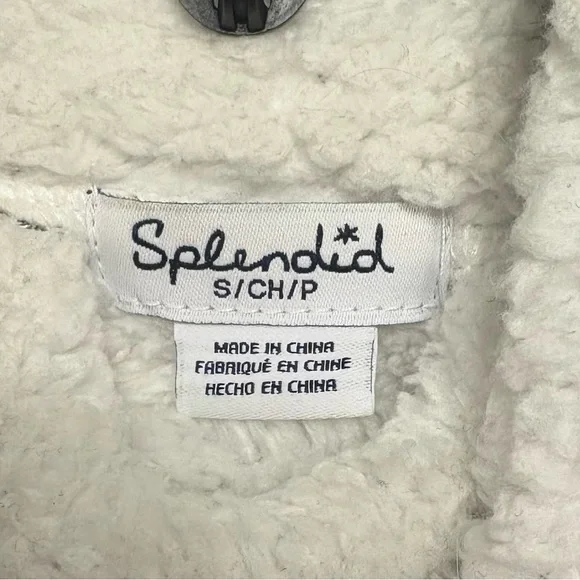 Splendid
S/CH/P
MADE IN CHINA
FABRIQUÉ EN CHINE
HECHO EN CHINA